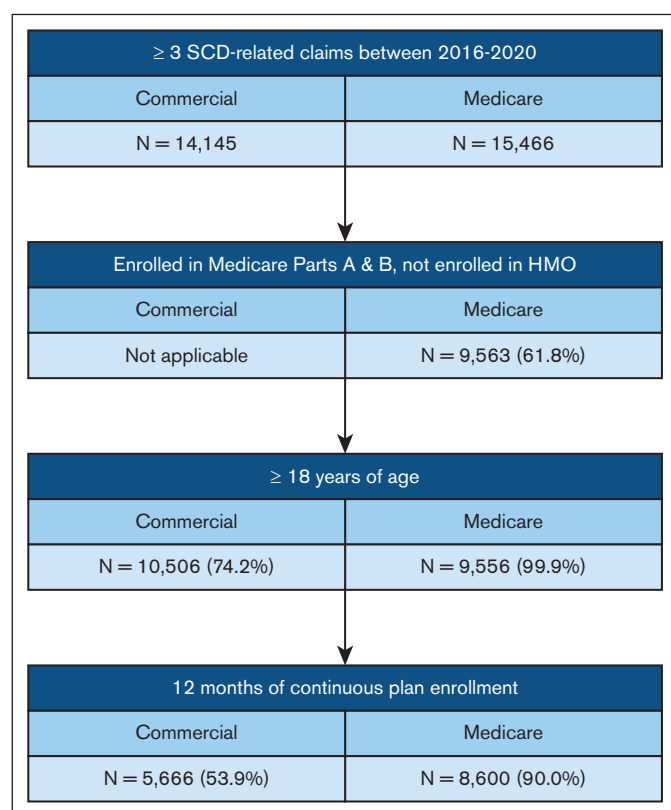 ≥ 3 SCD-related claims between 2016-2020
Commercial
Medicare
N = 14,145
N = 15,466
Enrolled in Medicare Parts A & B, not enrolled in HMO
Commercial
Medicare
Not applicable
N = 9,563 (61.8%)
≥ 18 years of age
Commercial
Medicare
N = 10,506 (74.2%)
N = 9,556 (99.9%)
12 months of continuous plan enrollment
Commercial
Medicare
N = 5,666 (53.9%)
N = 8,600 (90.0%)